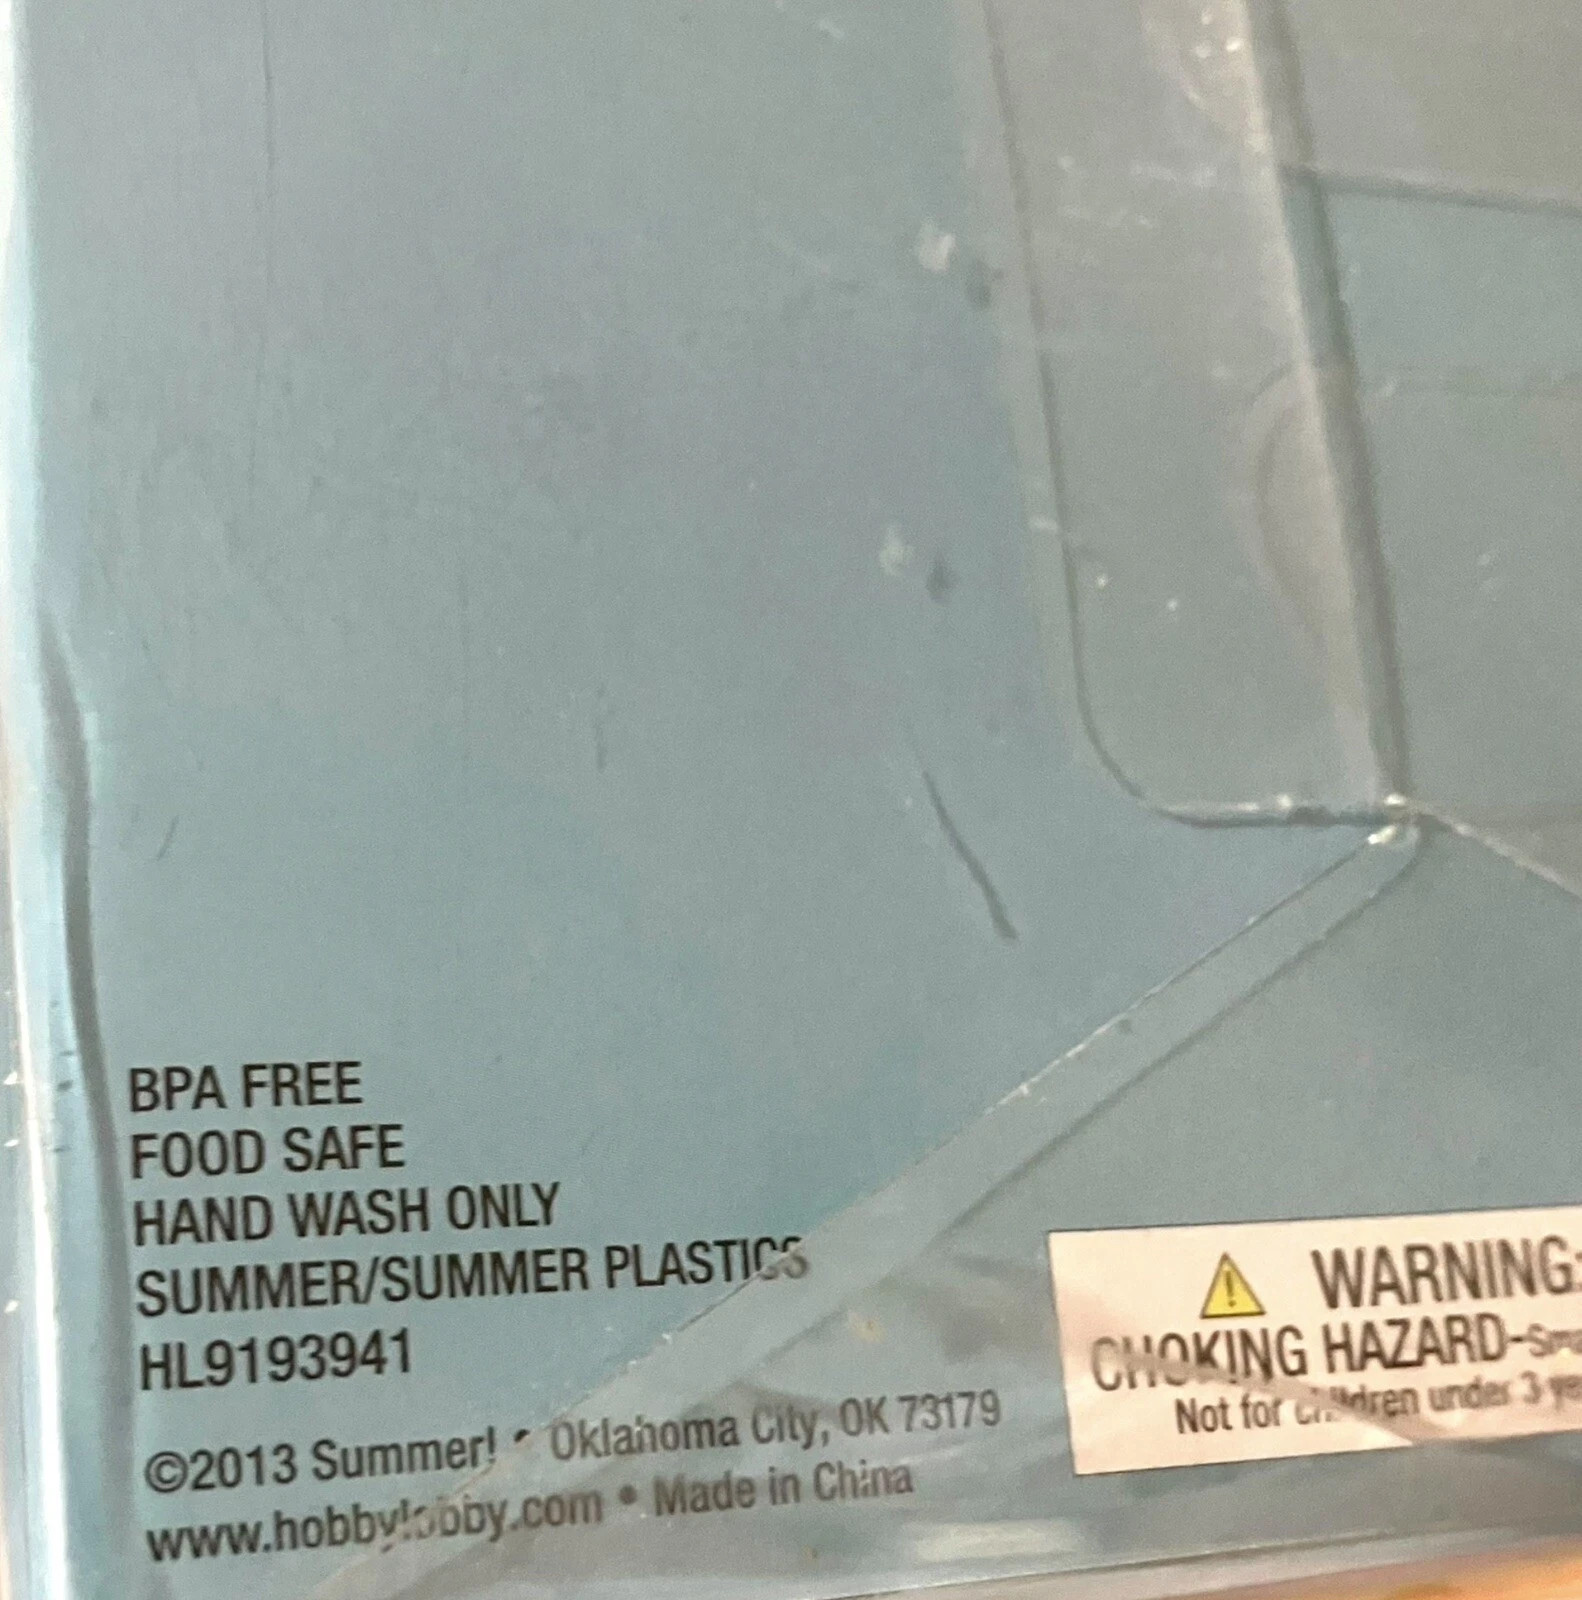 BPA FREE
FOOD SAFE
HAND WASH ONLY
SUMMER/SUMMER PLASTICS
HL9193941
©2013 Summer! • Oklahoma City, OK 73179
www.hobbylobby.com • Made in China
WARNING:
CHOKING HAZARD-
Not for children under 3